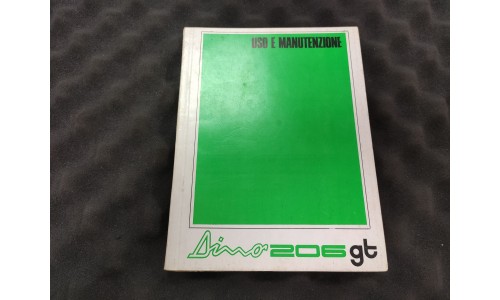 USO E MANUTENZIONE
Dino 206 gt